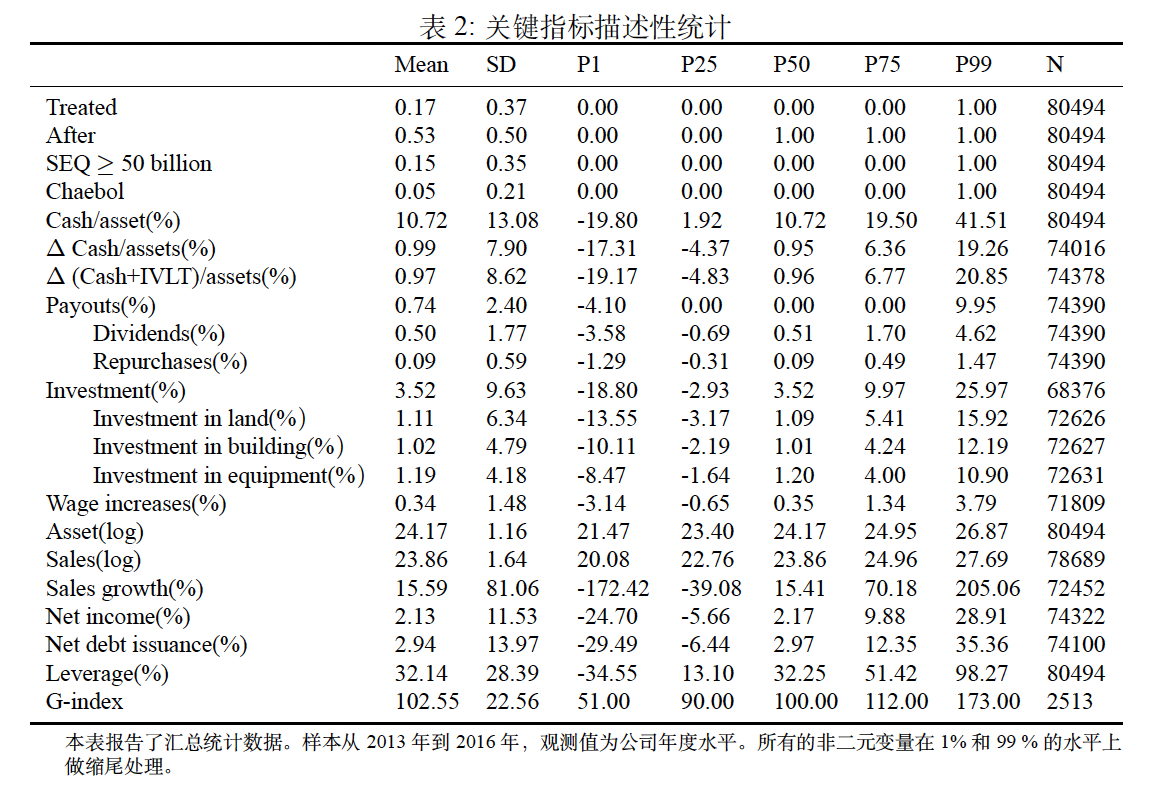 表 2: 关键指标描述性统计
Mean SD P1 P25 P50 P75 P99 N
Treated 0.17 0.37 0.00 0.00 0.00 0.00 1.00 80494
After 0.53 0.50 0.00 0.00 1.00 1.00 1.00 80494
SEQ ≥ 50 billion 0.15 0.35 0.00 0.00 0.00 0.00 1.00 80494
Chaebol 0.05 0.21 0.00 0.00 0.00 0.00 1.00 80494
Cash/asset(%) 10.72 13.08 -19.80 1.92 10.72 19.50 41.51 80494
Δ Cash/assets(%) 0.99 7.90 -17.31 -4.37 0.95 6.36 19.26 74016
Δ (Cash+IVLT)/assets(%) 0.97 8.62 -19.17 -4.83 0.96 6.77 20.85 74378
Payouts(%) 0.74 2.40 -4.10 0.00 0.00 0.00 9.95 74390
Dividends(%) 0.50 1.77 -3.58 -0.69 0.51 1.70 4.62 74390
Repurchases(%) 0.09 0.59 -1.29 -0.31 0.09 0.49 1.47 74390
Investment(%) 3.52 9.63 -18.80 -2.93 3.52 9.97 25.97 68376
Investment in land(%） 1.11 6.34 -13.55 -3.17 1.09 5.41 15.92 72626
Investment in building(%） 1.02 4.79 -10.11 -2.19 1.01 4.24 12.19 72627
Investment in equipment(%） 1.19 4.18 -8.47 -1.64 1.20 4.00 10.90 72631
Wage increases(%) 0.34 1.48 -3.14 -0.65 0.35 1.34 3.79 71809
Asset(log) 24.17 1.16 21.47 23.40 24.17 24.95 26.87 80494
Sales(log) 23.86 1.64 20.08 22.76 23.86 24.96 27.69 78689
Sales growth(%) 15.59 81.06 -172.42 -39.08 15.41 70.18 205.06 72452
Net income(%) 2.13 11.53 -24.70 -5.66 2.17 9.88 28.91 74322
Net debt issuance(%) 2.94 13.97 -29.49 -6.44 2.97 12.35 35.36 74100
Leverage(%) 32.14 28.39 -34.55 13.10 32.25 51.42 98.27 80494
G-index 102.55 22.56 51.00 90.00 100.00 112.00 173.00 2513
本表报告了汇总统计数据。样本从 2013 年到 2016 年，观测值为公司年度水平。所有的非二元变量在 1% 和 99 % 的水平上
做缩尾处理。